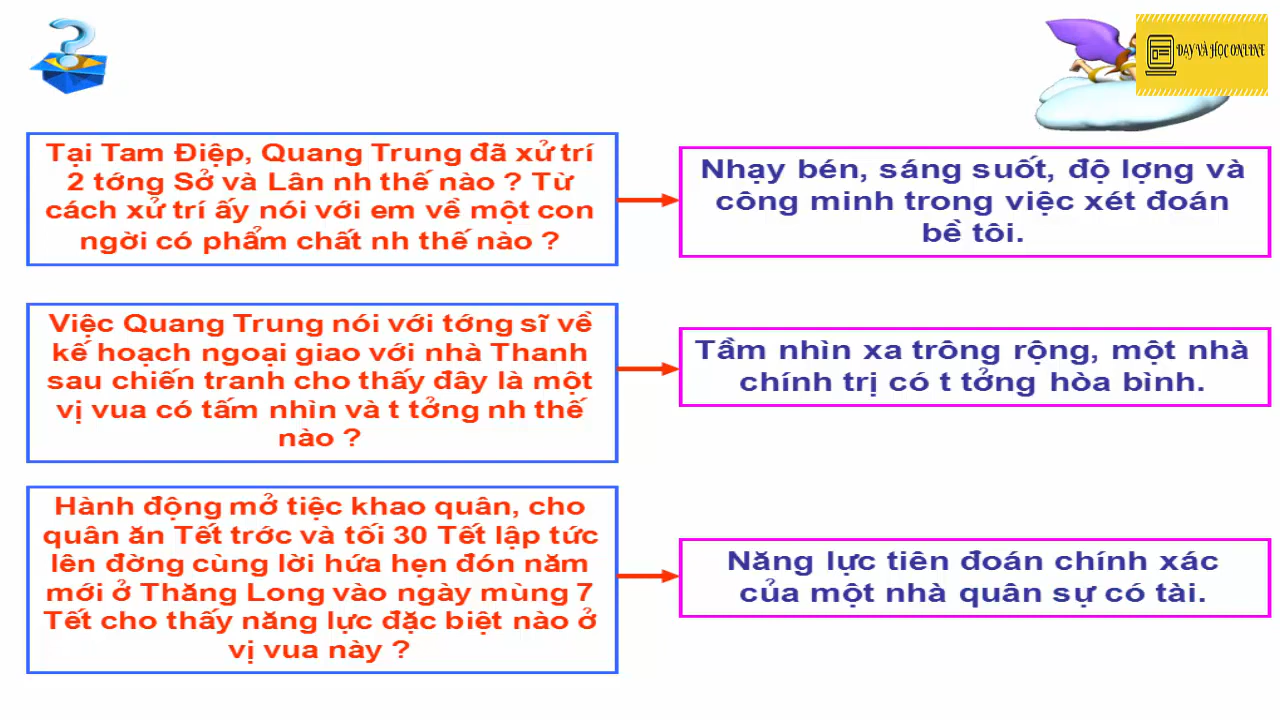 DẠY VÀ HỌC ONLINE
Tại Tam Điệp, Quang Trung đã xử trí
2 tớng Sở và Lân nh thế nào ? Từ
cách xử trí ấy nói với em về một con
ngời có phẩm chất nh thế nào ?
Nhạy bén, sáng suốt, độ lợng và
công minh trong việc xét đoán
bề tôi.
Việc Quang Trung nói với tớng sĩ về
kế hoạch ngoại giao với nhà Thanh
sau chiến tranh cho thấy đây là một
vị vua có tấm nhìn và t tởng nh thế
nào ?
Tầm nhìn xa trông rộng, một nhà
chính trị có t tởng hòa bình.
Hành động mở tiệc khao quân, cho
quân ăn Tết trớc và tối 30 Tết lập tức
lên đờng cùng lời hứa hẹn đón năm
mới ở Thăng Long vào ngày mùng 7
Tết cho thấy năng lực đặc biệt nào ở
vị vua này ?
Năng lực tiên đoán chính xác
của một nhà quân sự có tài.